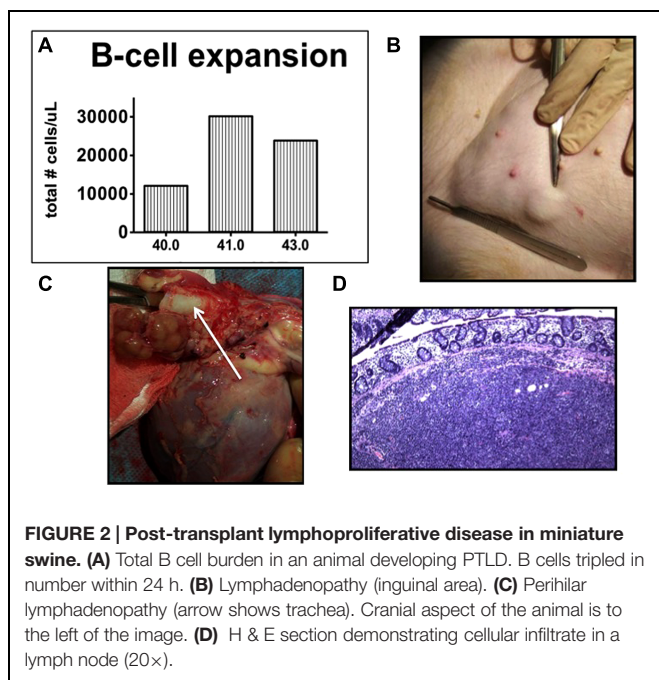 (A)
B-cell expansion
total # cells/uL
30000
20000
10000
0
40.0 41.0 43.0
(B)
(C)
(D)
FIGURE 2 | Post-transplant lymphoproliferative disease in miniature
swine. (A) Total B cell burden in an animal developing PTLD. B cells tripled in
number within 24 h. (B) Lymphadenopathy (inguinal area). (C) Perihilar
lymphadenopathy (arrow shows trachea). Cranial aspect of the animal is to
the left of the image. (D) H & E section demonstrating cellular infiltrate in a
lymph node (20×).